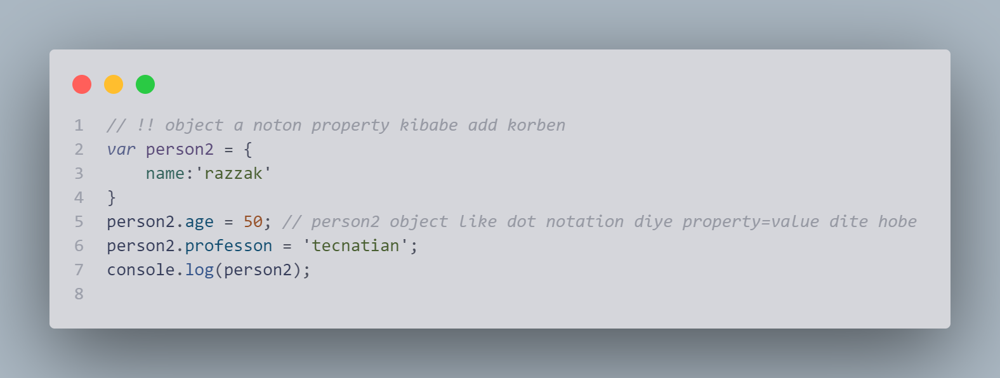 1 // !! object a noton property kibabe add korben
2 var person2 = {
3     name:'razzak'
4 }
5 person2.age = 50; // person2 object like dot notation diye property=value dite hobe
6 person2.professon = 'tecnatian';
7 console.log(person2);
8